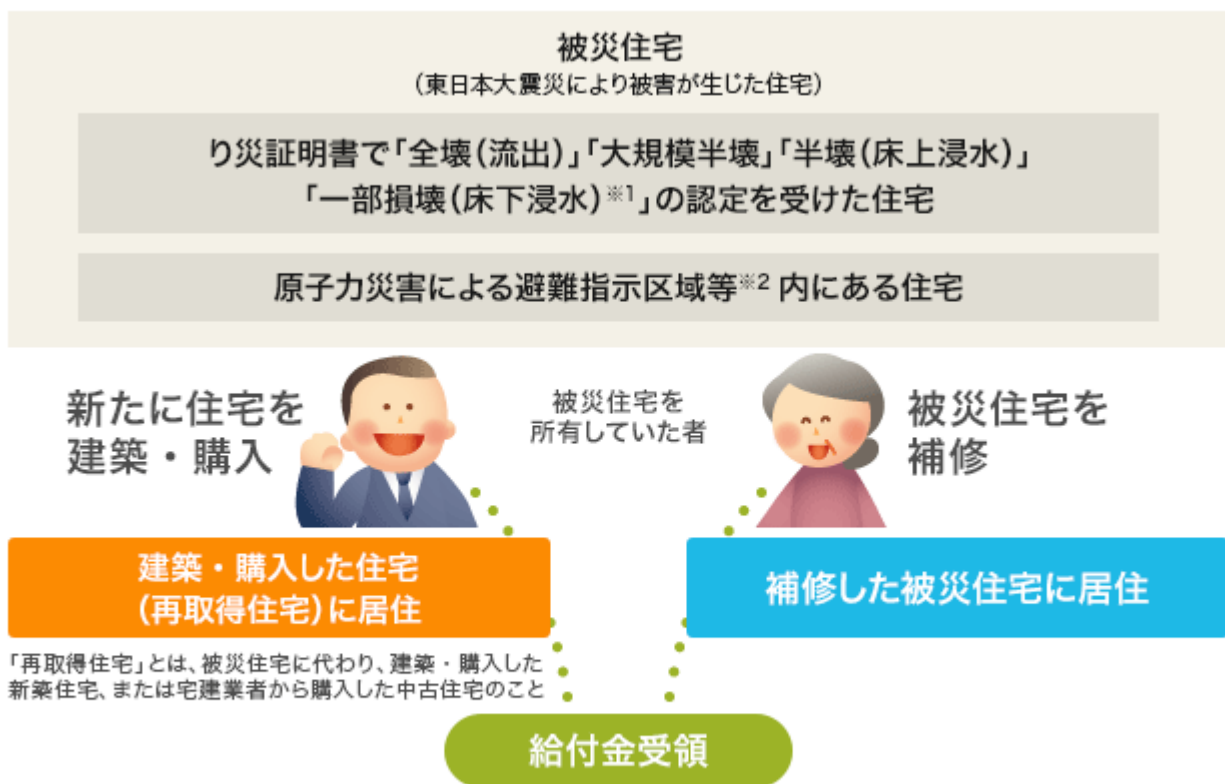 被災住宅
（東日本大震災により被害が生じた住宅）
り災証明書で「全壊（流出）」「大規模半壊」「半壊（床上浸水）」
「一部損壊（床下浸水）※1」の認定を受けた住宅
原子力災害による避難指示区域等※2 内にある住宅
新たに住宅を
建築・購入
被災住宅を
所有していた者
被災住宅を
補修
建築・購入した住宅
（再取得住宅）に居住
補修した被災住宅に居住
「再取得住宅」とは、被災住宅に代わり、建築・購入した
新築住宅、または宅建業者から購入した中古住宅のこと
給付金受領